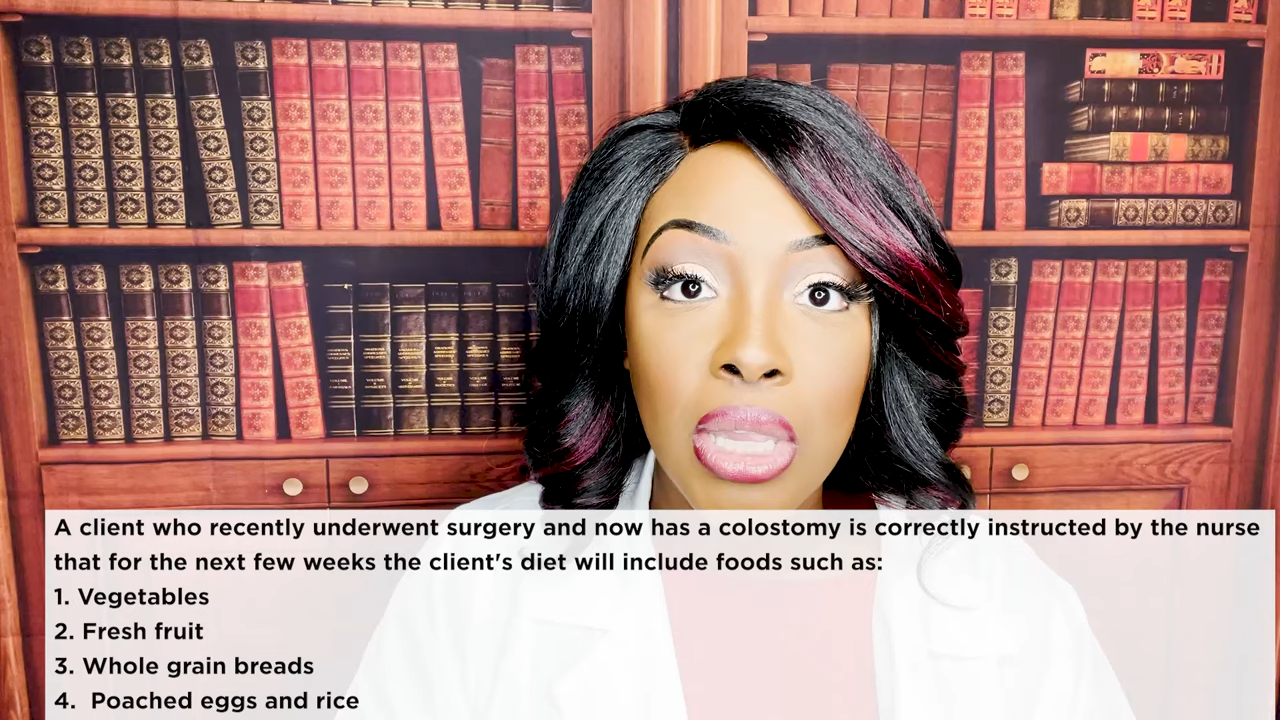 A client who recently underwent surgery and now has a colostomy is correctly instructed by the nurse
that for the next few weeks the client's diet will include foods such as:
1. Vegetables
2. Fresh fruit
3. Whole grain breads
4.  Poached eggs and rice